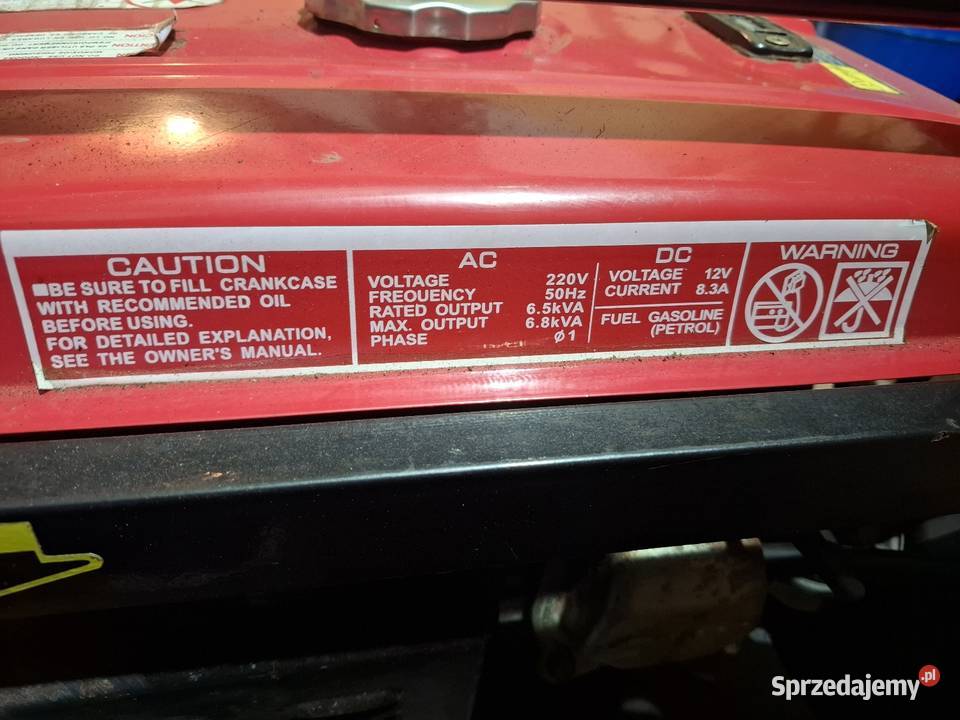 CAUTION
■BE SURE TO FILL CRANKCASE
WITH RECOMMENDED OIL
BEFORE USING.
FOR DETAILED EXPLANATION,
SEE THE OWNER'S MANUAL.
AC
VOLTAGE 220V
FREOUENCY 50Hz
RATED OUTPUT 6.5kVA
MAX. OUTPUT 6.8kVA
PHASE ø1
DC
VOLTAGE 12V
CURRENT 8.3A
FUEL GASOLINE
(PETROL)
WARNING
Sprzedajemy.pl